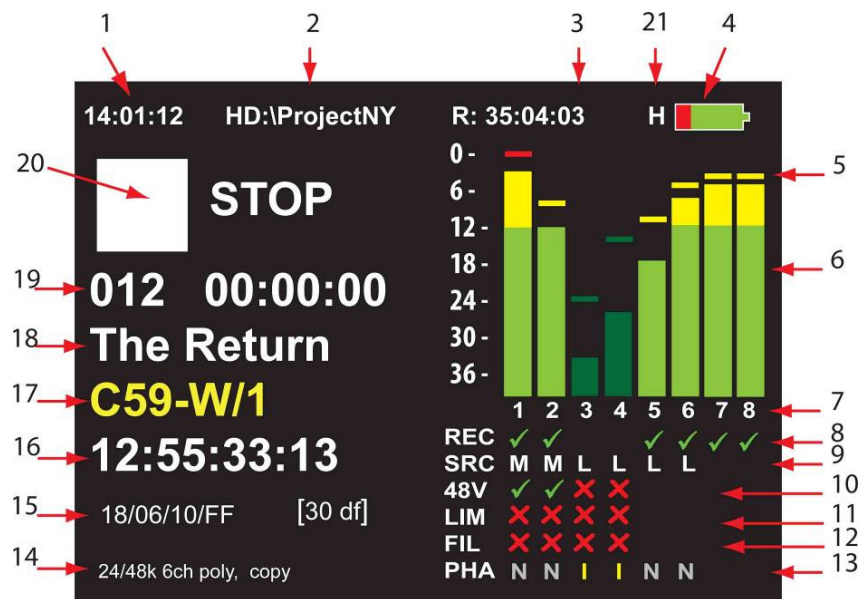 1 2 3 21 4
14:01:12 HD:\ProjectNY R: 35:04:03 H
20 STOP 0 - 5
6 -
12 - 6
18 -
19 012 00:00:00 24 -
18 The Return 30 -
17 C59-W/1 36 -
1 2 3 4 5 6 7 8 7
16 12:55:33:13 REC 8
SRC M M L L L L 9
15 18/06/10/FF [30 df] 48V 10
LIM 11
FIL 12
14 24/48k 6ch poly, copy PHA N N I I N N 13